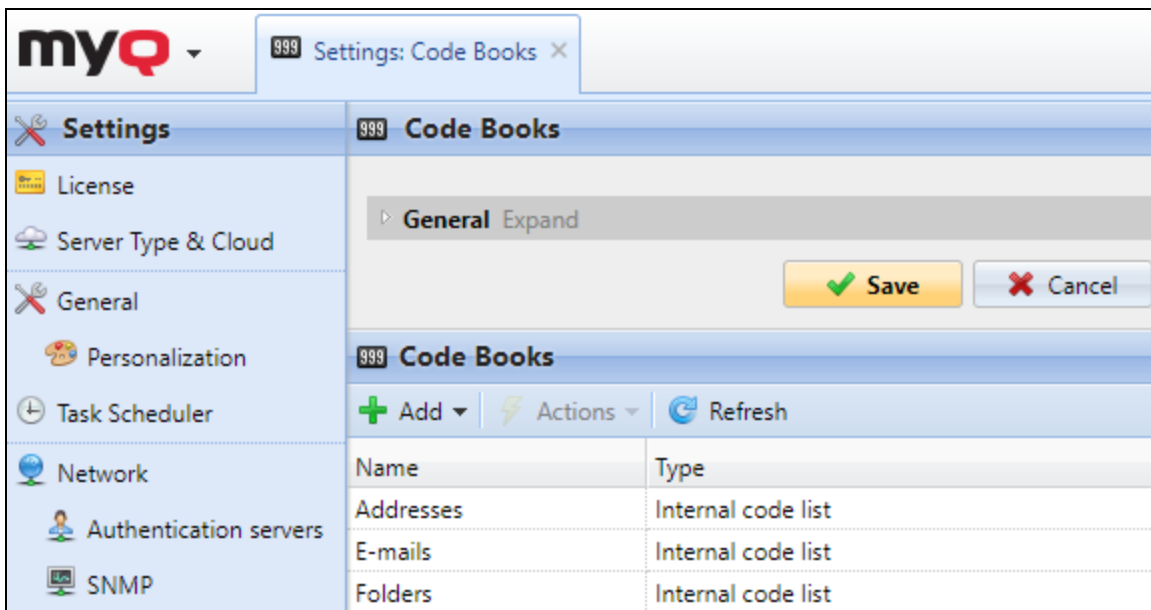 myQ
999 Settings: Code Books
Settings
License
Server Type & Cloud
General
Personalization
Task Scheduler
Network
Authentication servers
SNMP
999 Code Books
General Expand
Save Cancel
999 Code Books
Add Actions Refresh
Name Type
Addresses Internal code list
E-mails Internal code list
Folders Internal code list